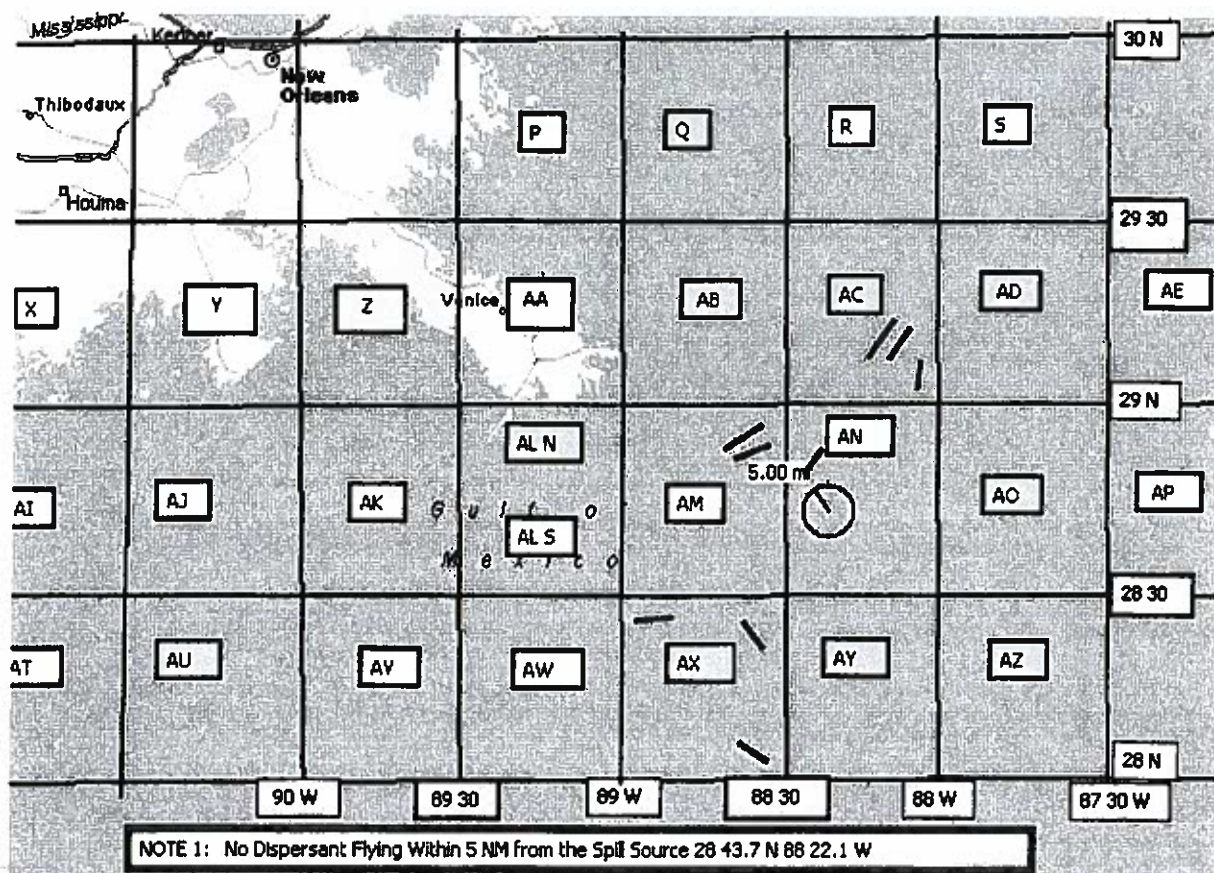 Mississippi
Kenner
30 N
New
Orleans
Thibodaux
P
Q
R
S
Houma
29 30
X
Y
Z
Venice
AA
AB
AC
AD
AE
29 N
AL N
AN
5.00 mi
AI
AJ
AK
AM
AO
AP
Gulf o
AL S
Mexico
28 30
AT
AU
AV
AW
AX
AY
AZ
28 N
90 W
89 30
89 W
88 30
88 W
87 30 W
NOTE 1: No Dispersant Flying Within 5 NM from the Spill Source 28 43.7 N 88 22.1 W